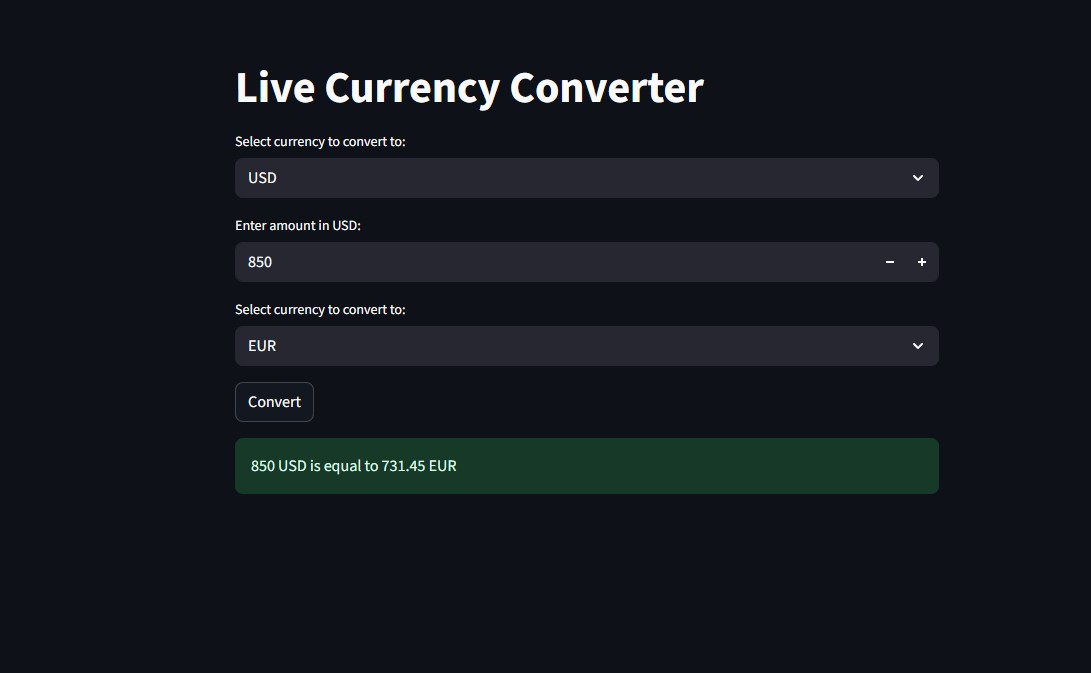 Live Currency Converter
Select currency to convert to:
USD
Enter amount in USD:
850
Select currency to convert to:
EUR
Convert
850 USD is equal to 731.45 EUR